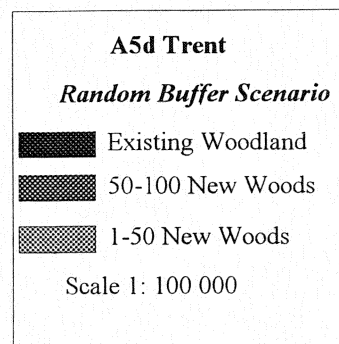 A5d Trent
Random Buffer Scenario
Existing Woodland
50-100 New Woods
1-50 New Woods
Scale 1: 100 000